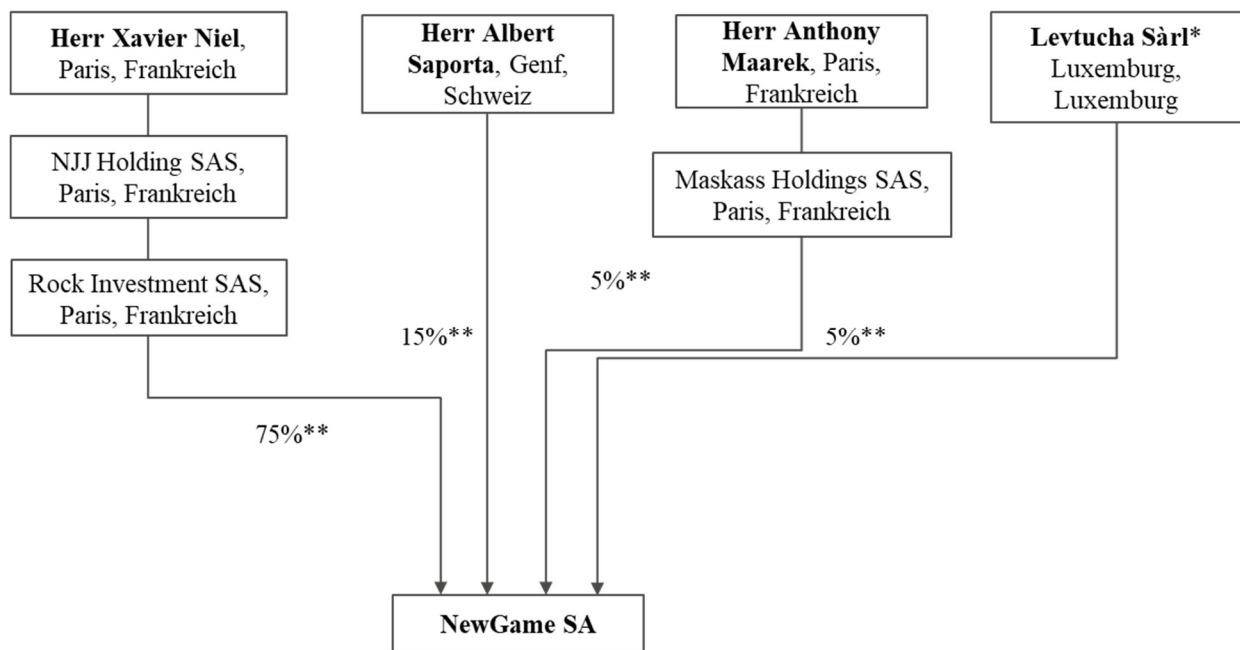 Herr Xavier Niel,
Paris, Frankreich
Herr Albert
Saporta, Genf,
Schweiz
Herr Anthony
Maarek, Paris,
Frankreich
Levtucha Sàrl*
Luxemburg,
Luxemburg
NJJ Holding SAS,
Paris, Frankreich
Maskass Holdings SAS,
Paris, Frankreich
Rock Investment SAS,
Paris, Frankreich
5%**
15%**
5%**
75%**
NewGame SA